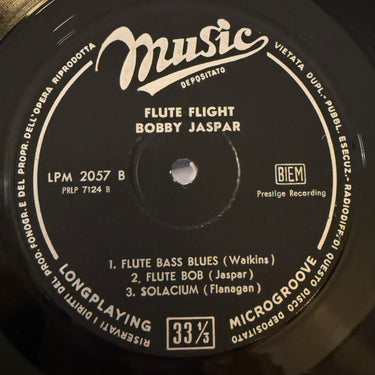 Music
DEPOSITATO
FLUTE FLIGHT
BOBBY JASPAR
LPM 2057 B
PRLP 7124 B
BIEM
Prestige Recording
1. FLUTE BASS BLUES (Watkins)
2. FLUTE BOB (Jaspar)
3. SOLACIUM (Flanagan)
LONGPLAYING
33 1/3
MICROGROOVE
RISERVATI I DIRITTI DEL PROD. FONOGR. E DEL PROPR. DELL'OPERA RIPRODOTTA
VIETATA DUPL.- PUBBL. ESECUZ.- RADIODIFF. DI QUESTO DISCO DEPOSITATO